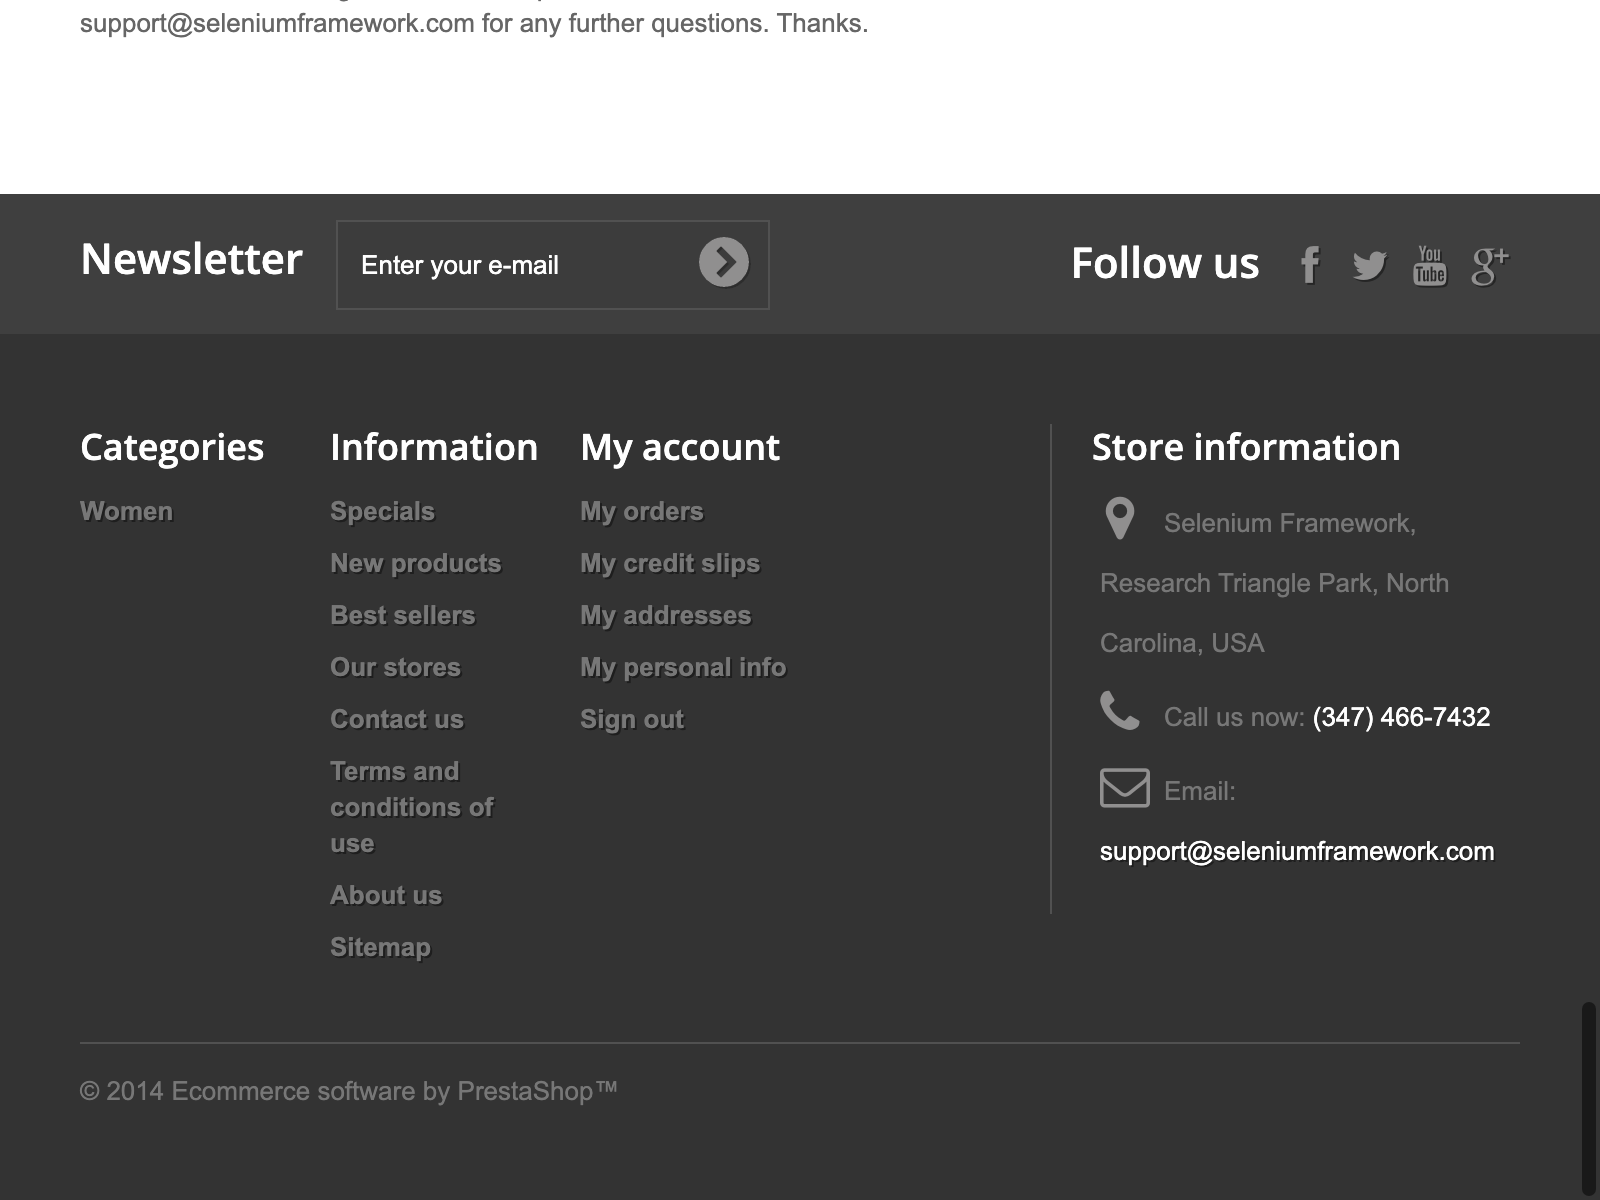 support@seleniumframework.com for any further questions. Thanks.
Newsletter
Enter your e-mail
Follow us
You
Tube
g+
Categories
Women
Information
Specials
New products
Best sellers
Our stores
Contact us
Terms and
conditions of
use
About us
Sitemap
My account
My orders
My credit slips
My addresses
My personal info
Sign out
Store information
Selenium Framework,
Research Triangle Park, North
Carolina, USA
Call us now: (347) 466-7432
Email:
support@seleniumframework.com
© 2014 Ecommerce software by PrestaShop™